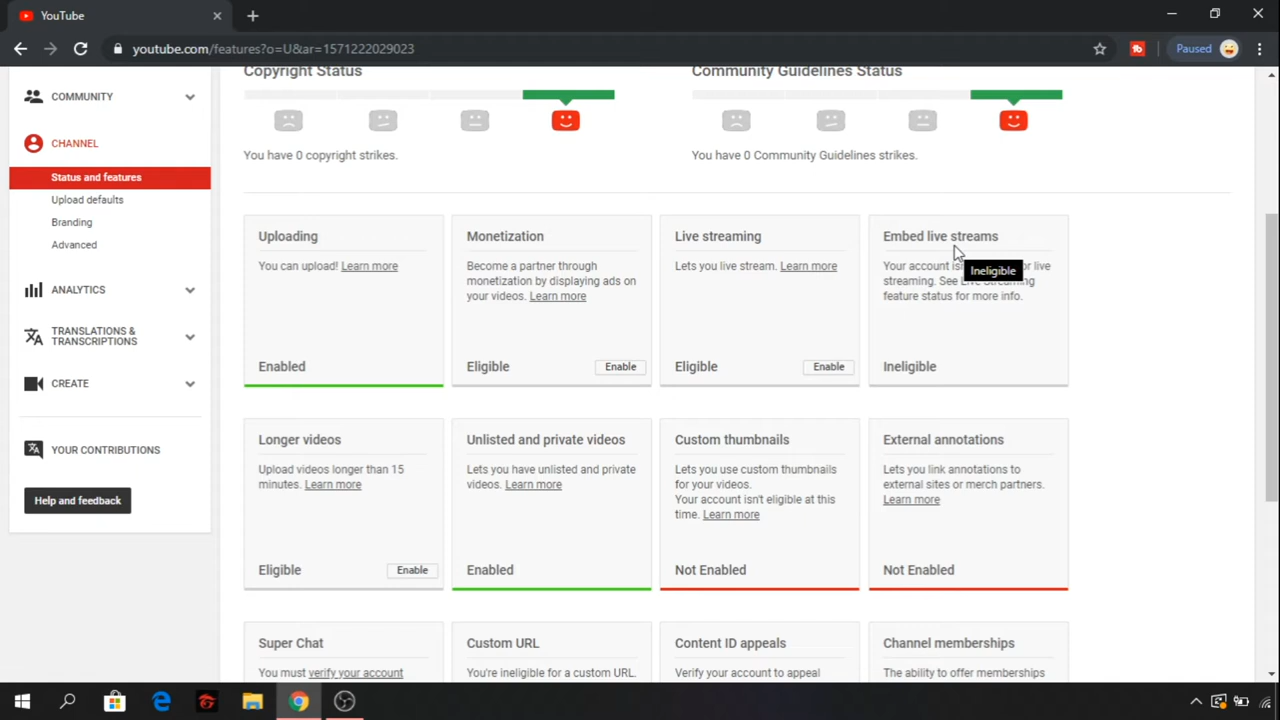 YouTube
youtube.com/features?o=U&ar=1571222029023
Paused
COMMUNITY
CHANNEL
Status and features
Upload defaults
Branding
Advanced
ANALYTICS
TRANSLATIONS &
TRANSCRIPTIONS
CREATE
YOUR CONTRIBUTIONS
Help and feedback
Copyright Status
You have 0 copyright strikes.
Community Guidelines Status
You have 0 Community Guidelines strikes.
Uploading
You can upload! Learn more
Enabled
Monetization
Become a partner through
monetization by displaying ads on
your videos. Learn more
Eligible
Enable
Live streaming
Lets you live stream. Learn more
Eligible
Enable
Embed live streams
Your account live
streaming. See Live Streaming
feature status for more info.
Ineligible
Ineligible
Longer videos
Upload videos longer than 15
minutes. Learn more
Eligible
Enable
Unlisted and private videos
Lets you have unlisted and private
videos. Learn more
Enabled
Custom thumbnails
Lets you use custom thumbnails
for your videos.
Your account isn't eligible at this
time. Learn more
Not Enabled
External annotations
Lets you link annotations to
external sites or merch partners.
Learn more
Not Enabled
Super Chat
You must verify your account
Custom URL
You're ineligible for a custom URL.
Content ID appeals
Verify your account to appeal
Channel memberships
The ability to offer memberships